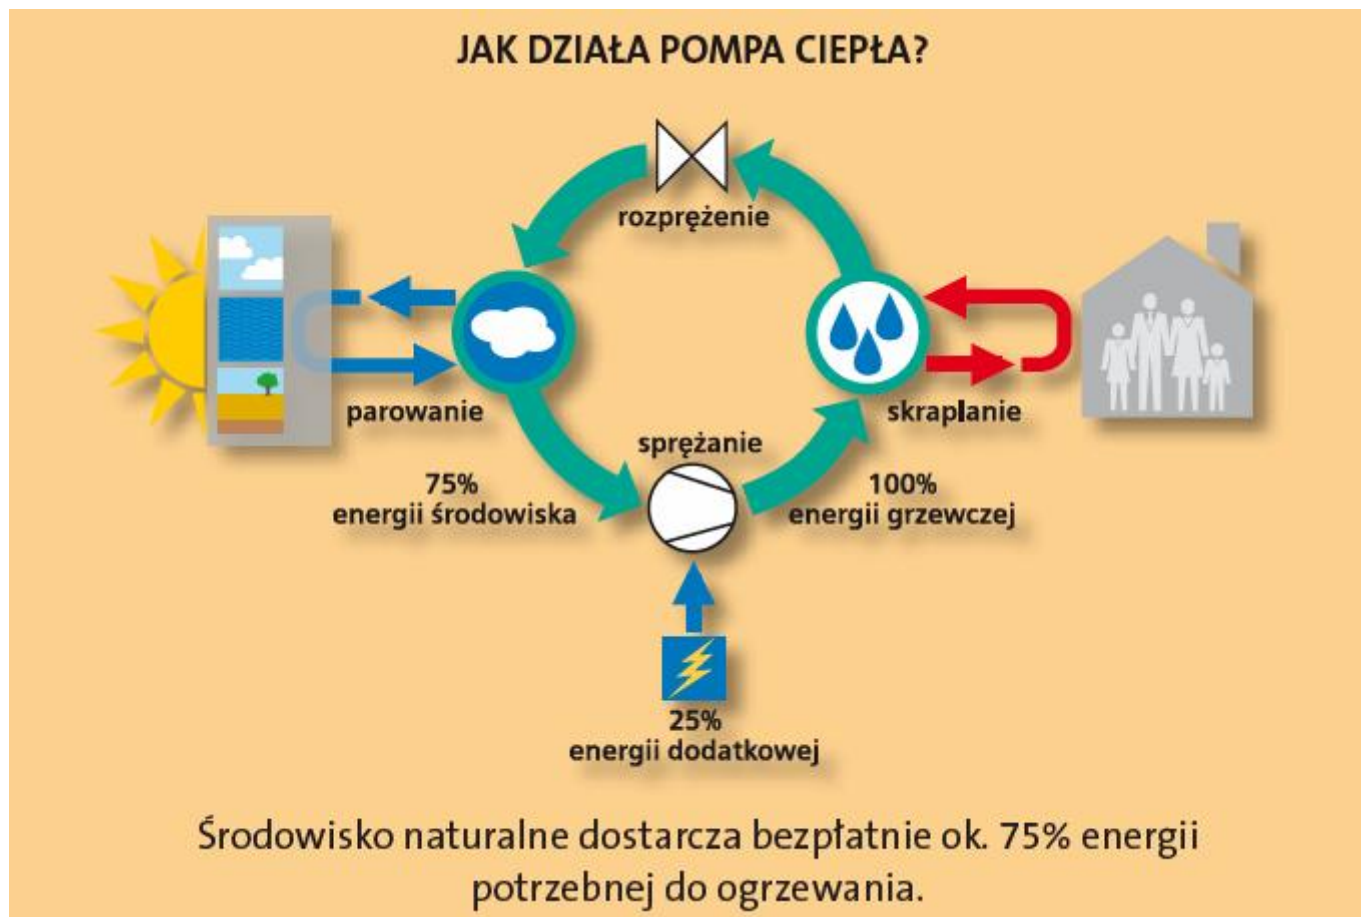 JAK DZIAŁA POMPA CIEPŁA?
rozprężenie
parowanie
skraplanie
sprężanie
75%
energii środowiska
100%
energii grzewczej
25%
energii dodatkowej
Środowisko naturalne dostarcza bezpłatnie ok. 75% energii
potrzebnej do ogrzewania.